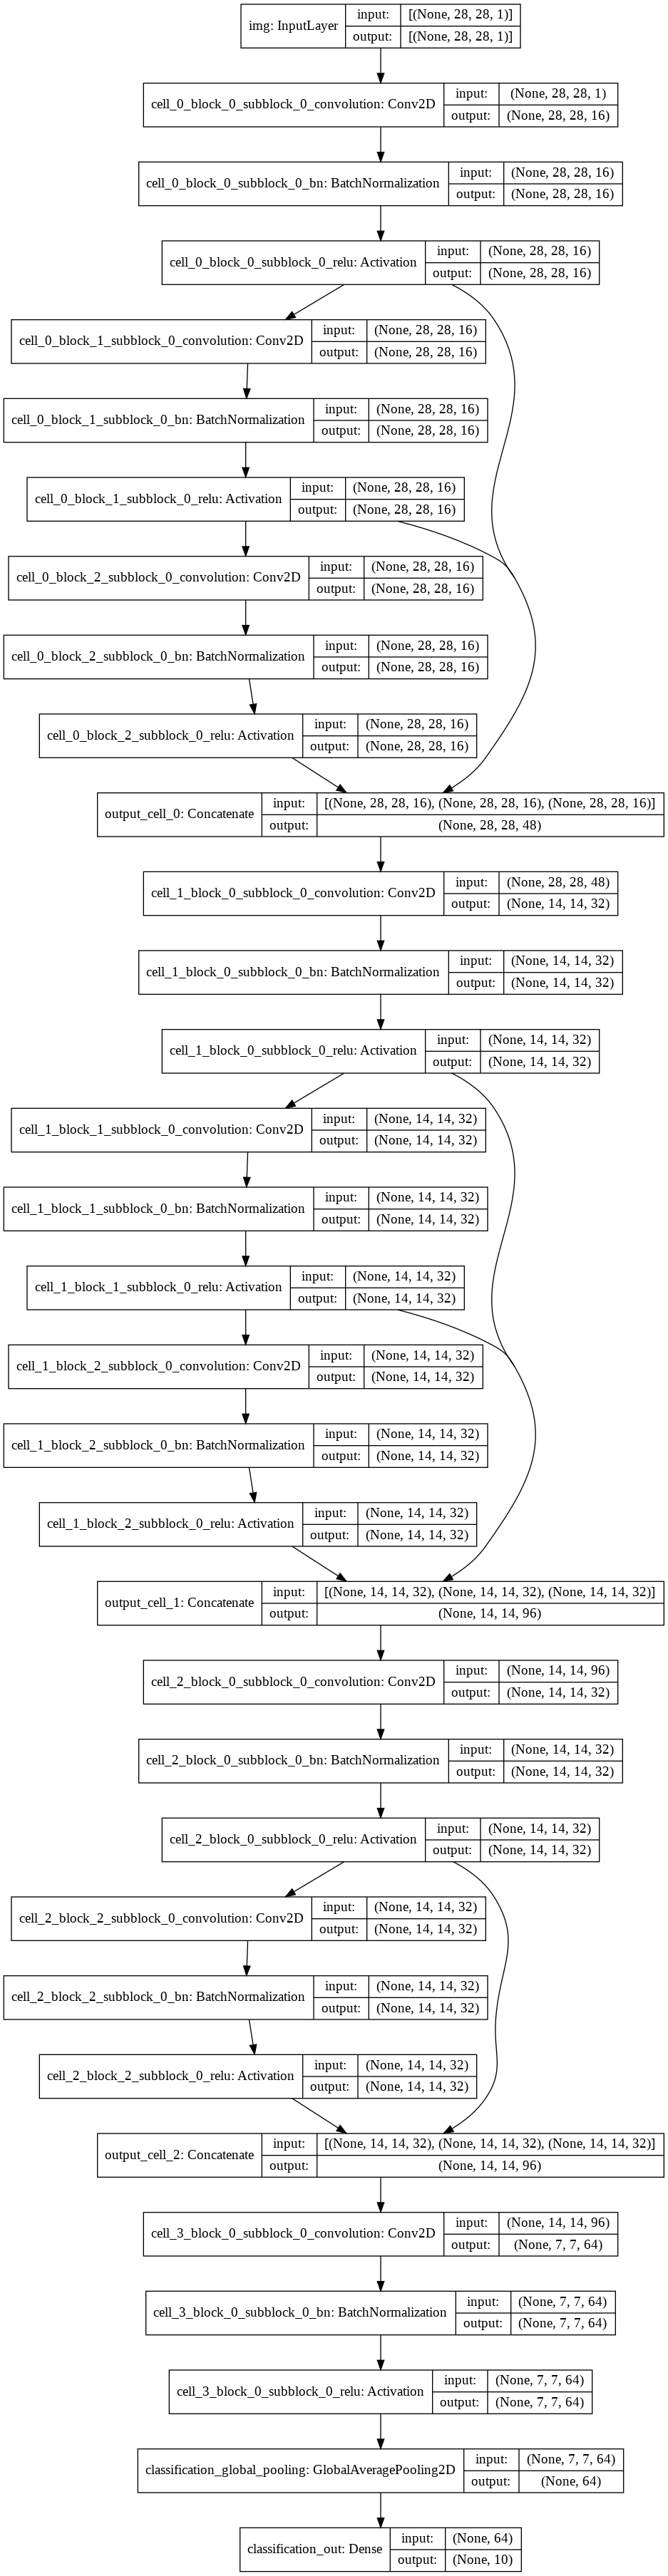 img: InputLayer input: [(None, 28, 28, 1)]
output: [(None, 28, 28, 1)]
cell_0_block_0_subblock_0_convolution: Conv2D input: (None, 28, 28, 1)
output: (None, 28, 28, 16)
cell_0_block_0_subblock_0_bn: BatchNormalization input: (None, 28, 28, 16)
output: (None, 28, 28, 16)
cell_0_block_0_subblock_0_relu: Activation input: (None, 28, 28, 16)
output: (None, 28, 28, 16)
cell_0_block_1_subblock_0_convolution: Conv2D input: (None, 28, 28, 16)
output: (None, 28, 28, 16)
cell_0_block_1_subblock_0_bn: BatchNormalization input: (None, 28, 28, 16)
output: (None, 28, 28, 16)
cell_0_block_1_subblock_0_relu: Activation input: (None, 28, 28, 16)
output: (None, 28, 28, 16)
cell_0_block_2_subblock_0_convolution: Conv2D input: (None, 28, 28, 16)
output: (None, 28, 28, 16)
cell_0_block_2_subblock_0_bn: BatchNormalization input: (None, 28, 28, 16)
output: (None, 28, 28, 16)
cell_0_block_2_subblock_0_relu: Activation input: (None, 28, 28, 16)
output: (None, 28, 28, 16)
output_cell_0: Concatenate input: [(None, 28, 28, 16), (None, 28, 28, 16), (None, 28, 28, 16)]
output: (None, 28, 28, 48)
cell_1_block_0_subblock_0_convolution: Conv2D input: (None, 28, 28, 48)
output: (None, 14, 14, 32)
cell_1_block_0_subblock_0_bn: BatchNormalization input: (None, 14, 14, 32)
output: (None, 14, 14, 32)
cell_1_block_0_subblock_0_relu: Activation input: (None, 14, 14, 32)
output: (None, 14, 14, 32)
cell_1_block_1_subblock_0_convolution: Conv2D input: (None, 14, 14, 32)
output: (None, 14, 14, 32)
cell_1_block_1_subblock_0_bn: BatchNormalization input: (None, 14, 14, 32)
output: (None, 14, 14, 32)
cell_1_block_1_subblock_0_relu: Activation input: (None, 14, 14, 32)
output: (None, 14, 14, 32)
cell_1_block_2_subblock_0_convolution: Conv2D input: (None, 14, 14, 32)
output: (None, 14, 14, 32)
cell_1_block_2_subblock_0_bn: BatchNormalization input: (None, 14, 14, 32)
output: (None, 14, 14, 32)
cell_1_block_2_subblock_0_relu: Activation input: (None, 14, 14, 32)
output: (None, 14, 14, 32)
output_cell_1: Concatenate input: [(None, 14, 14, 32), (None, 14, 14, 32), (None, 14, 14, 32)]
output: (None, 14, 14, 96)
cell_2_block_0_subblock_0_convolution: Conv2D input: (None, 14, 14, 96)
output: (None, 14, 14, 32)
cell_2_block_0_subblock_0_bn: BatchNormalization input: (None, 14, 14, 32)
output: (None, 14, 14, 32)
cell_2_block_0_subblock_0_relu: Activation input: (None, 14, 14, 32)
output: (None, 14, 14, 32)
cell_2_block_2_subblock_0_convolution: Conv2D input: (None, 14, 14, 32)
output: (None, 14, 14, 32)
cell_2_block_2_subblock_0_bn: BatchNormalization input: (None, 14, 14, 32)
output: (None, 14, 14, 32)
cell_2_block_2_subblock_0_relu: Activation input: (None, 14, 14, 32)
output: (None, 14, 14, 32)
output_cell_2: Concatenate input: [(None, 14, 14, 32), (None, 14, 14, 32), (None, 14, 14, 32)]
output: (None, 14, 14, 96)
cell_3_block_0_subblock_0_convolution: Conv2D input: (None, 14, 14, 96)
output: (None, 7, 7, 64)
cell_3_block_0_subblock_0_bn: BatchNormalization input: (None, 7, 7, 64)
output: (None, 7, 7, 64)
cell_3_block_0_subblock_0_relu: Activation input: (None, 7, 7, 64)
output: (None, 7, 7, 64)
classification_global_pooling: GlobalAveragePooling2D input: (None, 7, 7, 64)
output: (None, 64)
classification_out: Dense input: (None, 64)
output: (None, 10)